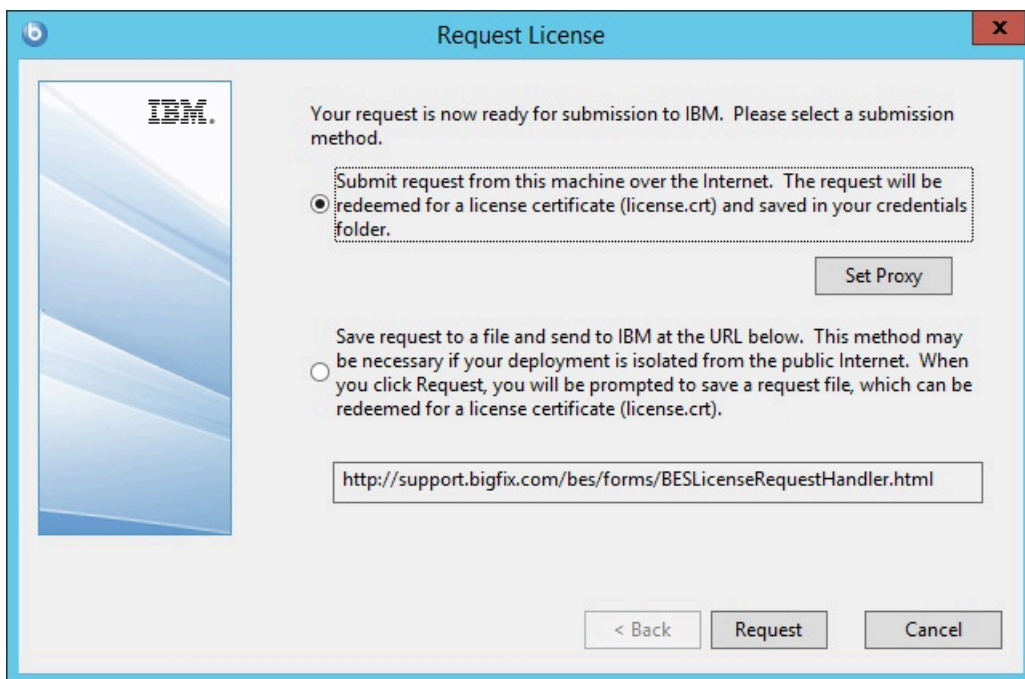 Request License
x
IBM.
Your request is now ready for submission to IBM. Please select a submission
method.
Submit request from this machine over the Internet. The request will be
redeemed for a license certificate (license.crt) and saved in your credentials
folder.
Set Proxy
Save request to a file and send to IBM at the URL below. This method may
be necessary if your deployment is isolated from the public Internet. When
you click Request, you will be prompted to save a request file, which can be
redeemed for a license certificate (license.crt).
http://support.bigfix.com/bes/forms/BESLicenseRequestHandler.html
< Back
Request
Cancel